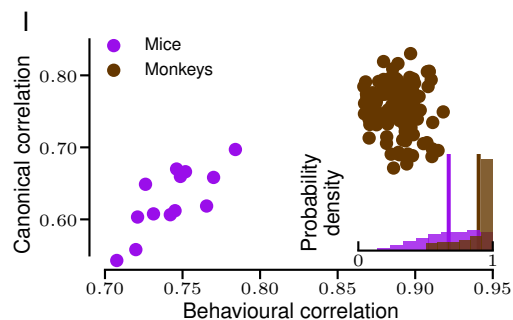 I
Mice
Monkeys
Canonical correlation
0.80
0.70
0.60
Probability
density
0
1
0.70
0.75
0.80
0.85
0.90
0.95
Behavioural correlation